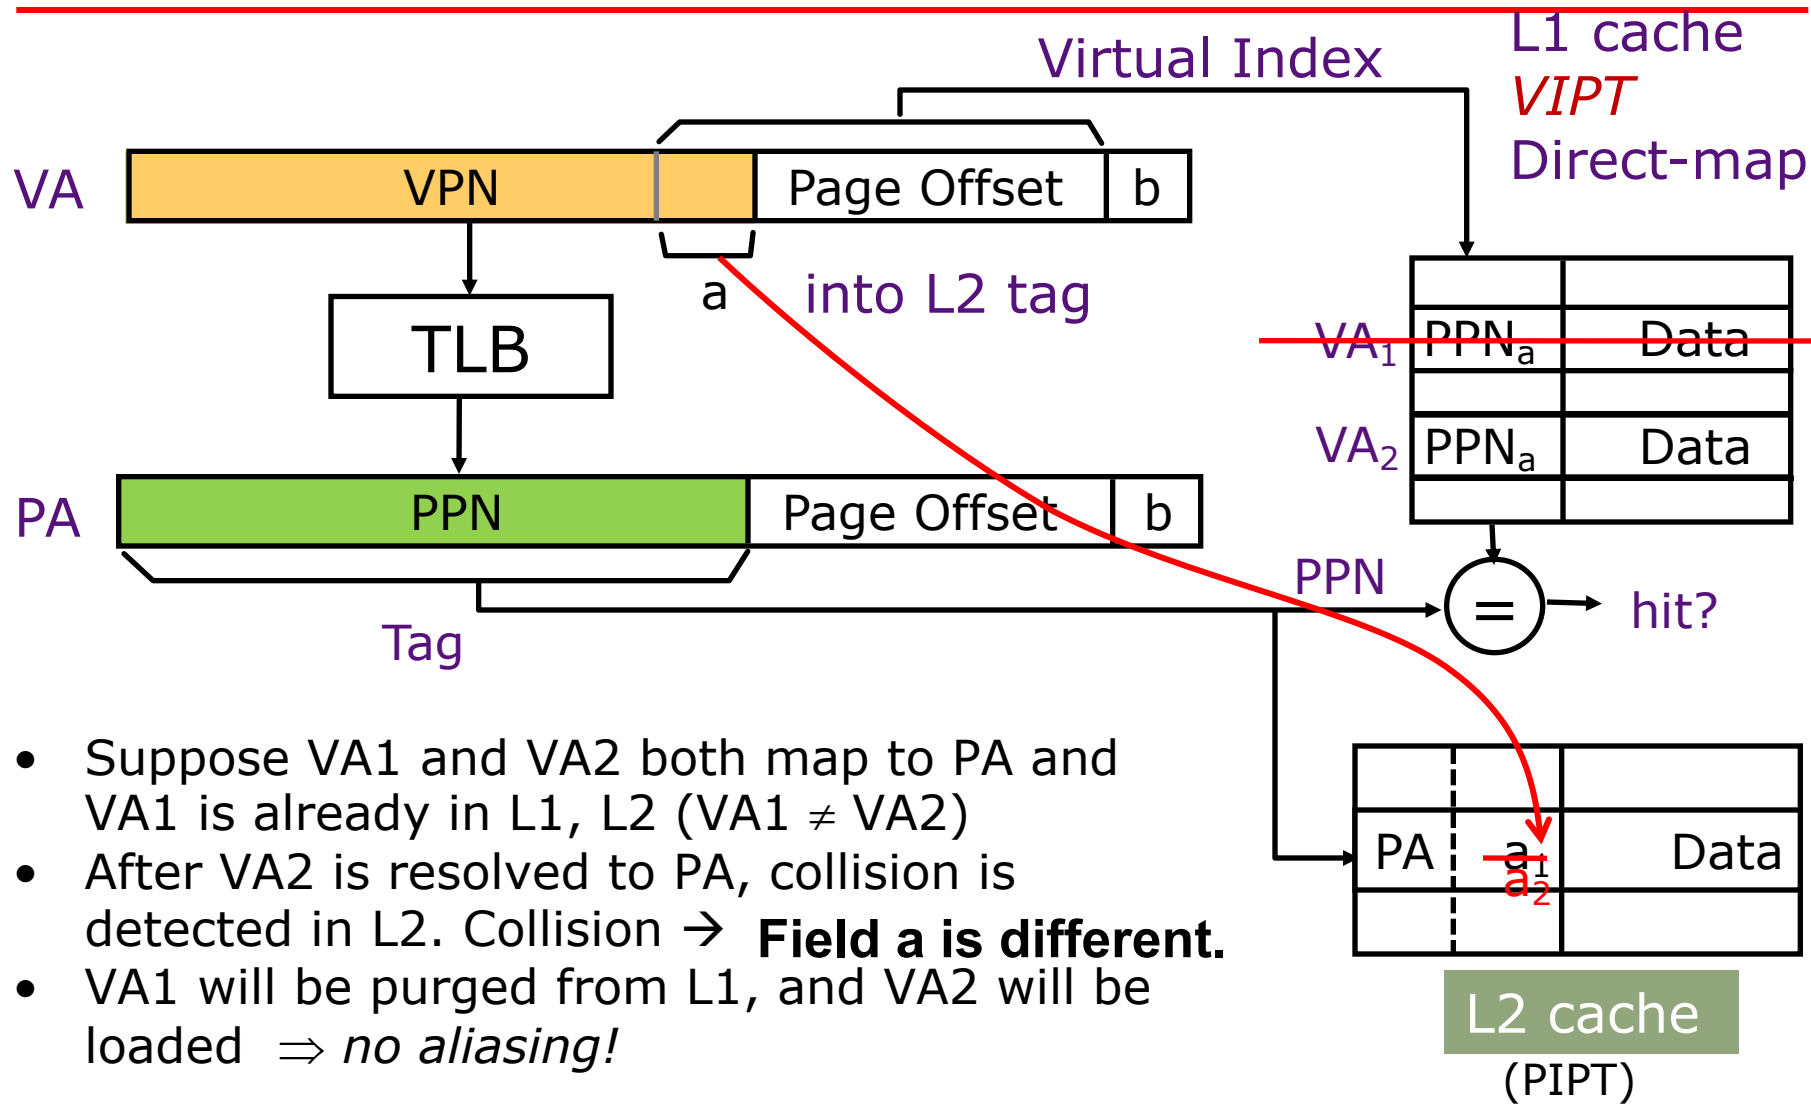 L1 cache
VIPT
Direct-map
Virtual Index
VA
VPN
Page Offset
b
a
into L2 tag
TLB
VA₁ PPNₐ Data
VA₂ PPNₐ Data
PA
PPN
Page Offset
b
PPN
=
hit?
Tag
• Suppose VA1 and VA2 both map to PA and
VA1 is already in L1, L2 (VA1 ≠ VA2)
• After VA2 is resolved to PA, collision is
detected in L2. Collision → Field a is different.
• VA1 will be purged from L1, and VA2 will be
loaded ⇒ no aliasing!
PA a₁ Data
a₂
L2 cache
(PIPT)